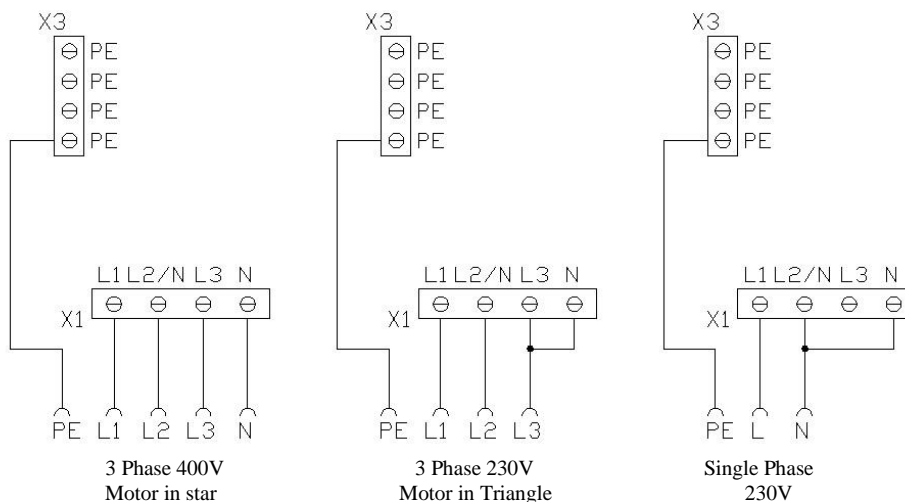 X3
PE
PE
PE
PE
L1 L2/N L3 N
X1
PE L1 L2 L3 N
3 Phase 400V
Motor in star
X3
PE
PE
PE
PE
L1 L2/N L3 N
X1
PE L1 L2 L3
3 Phase 230V
Motor in Triangle
X3
PE
PE
PE
PE
L1 L2/N L3 N
X1
PE L N
Single Phase
230V